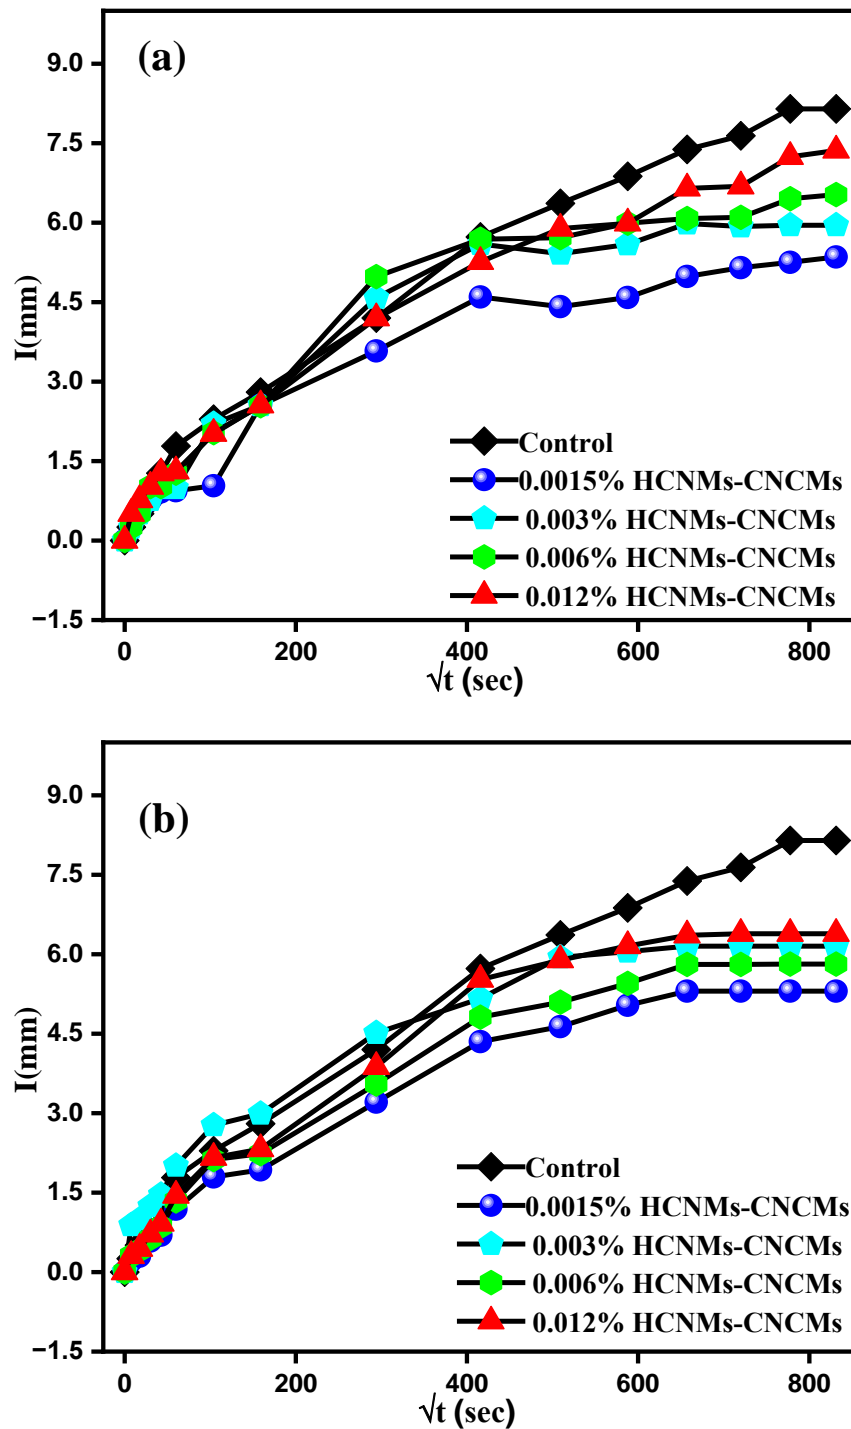 (a)
9.0
7.5
6.0
4.5
3.0
1.5
0.0
−1.5
I(mm)
Control
0.0015% HCNMs-CNCMs
0.003% HCNMs-CNCMs
0.006% HCNMs-CNCMs
0.012% HCNMs-CNCMs
0 200 400 600 800
√t (sec)
(b)
9.0
7.5
6.0
4.5
3.0
1.5
0.0
−1.5
I(mm)
Control
0.0015% HCNMs-CNCMs
0.003% HCNMs-CNCMs
0.006% HCNMs-CNCMs
0.012% HCNMs-CNCMs
0 200 400 600 800
√t (sec)